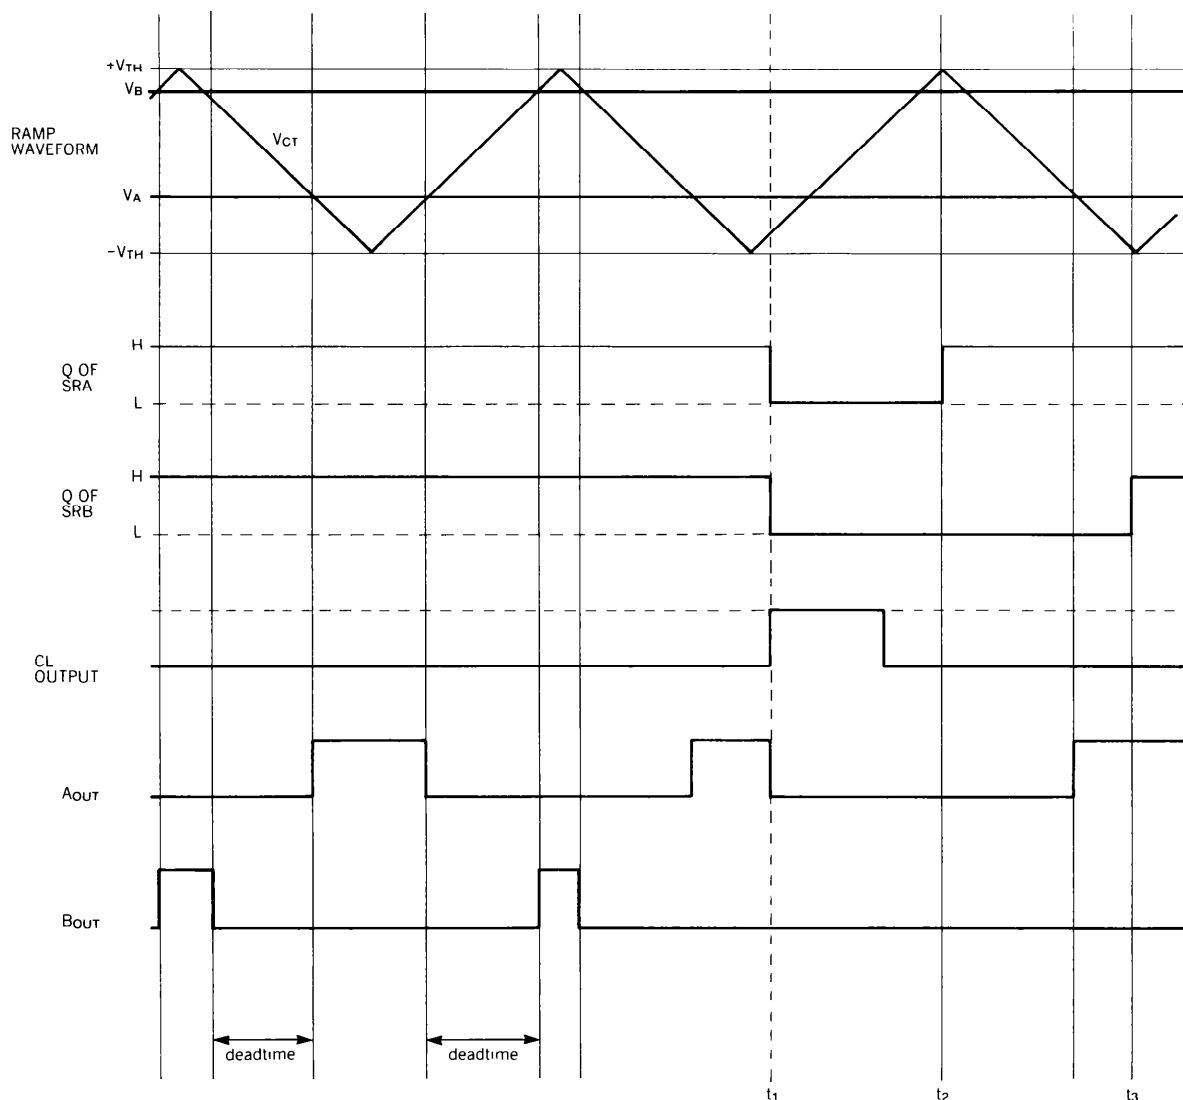 +VTH
VB
RAMP
WAVEFORM
VCT
VA
−VTH
H
Q OF
SRA
L
H
Q OF
SRB
L
CL
OUTPUT
AOUT
BOUT
deadtime deadtime
t1 t2 t3